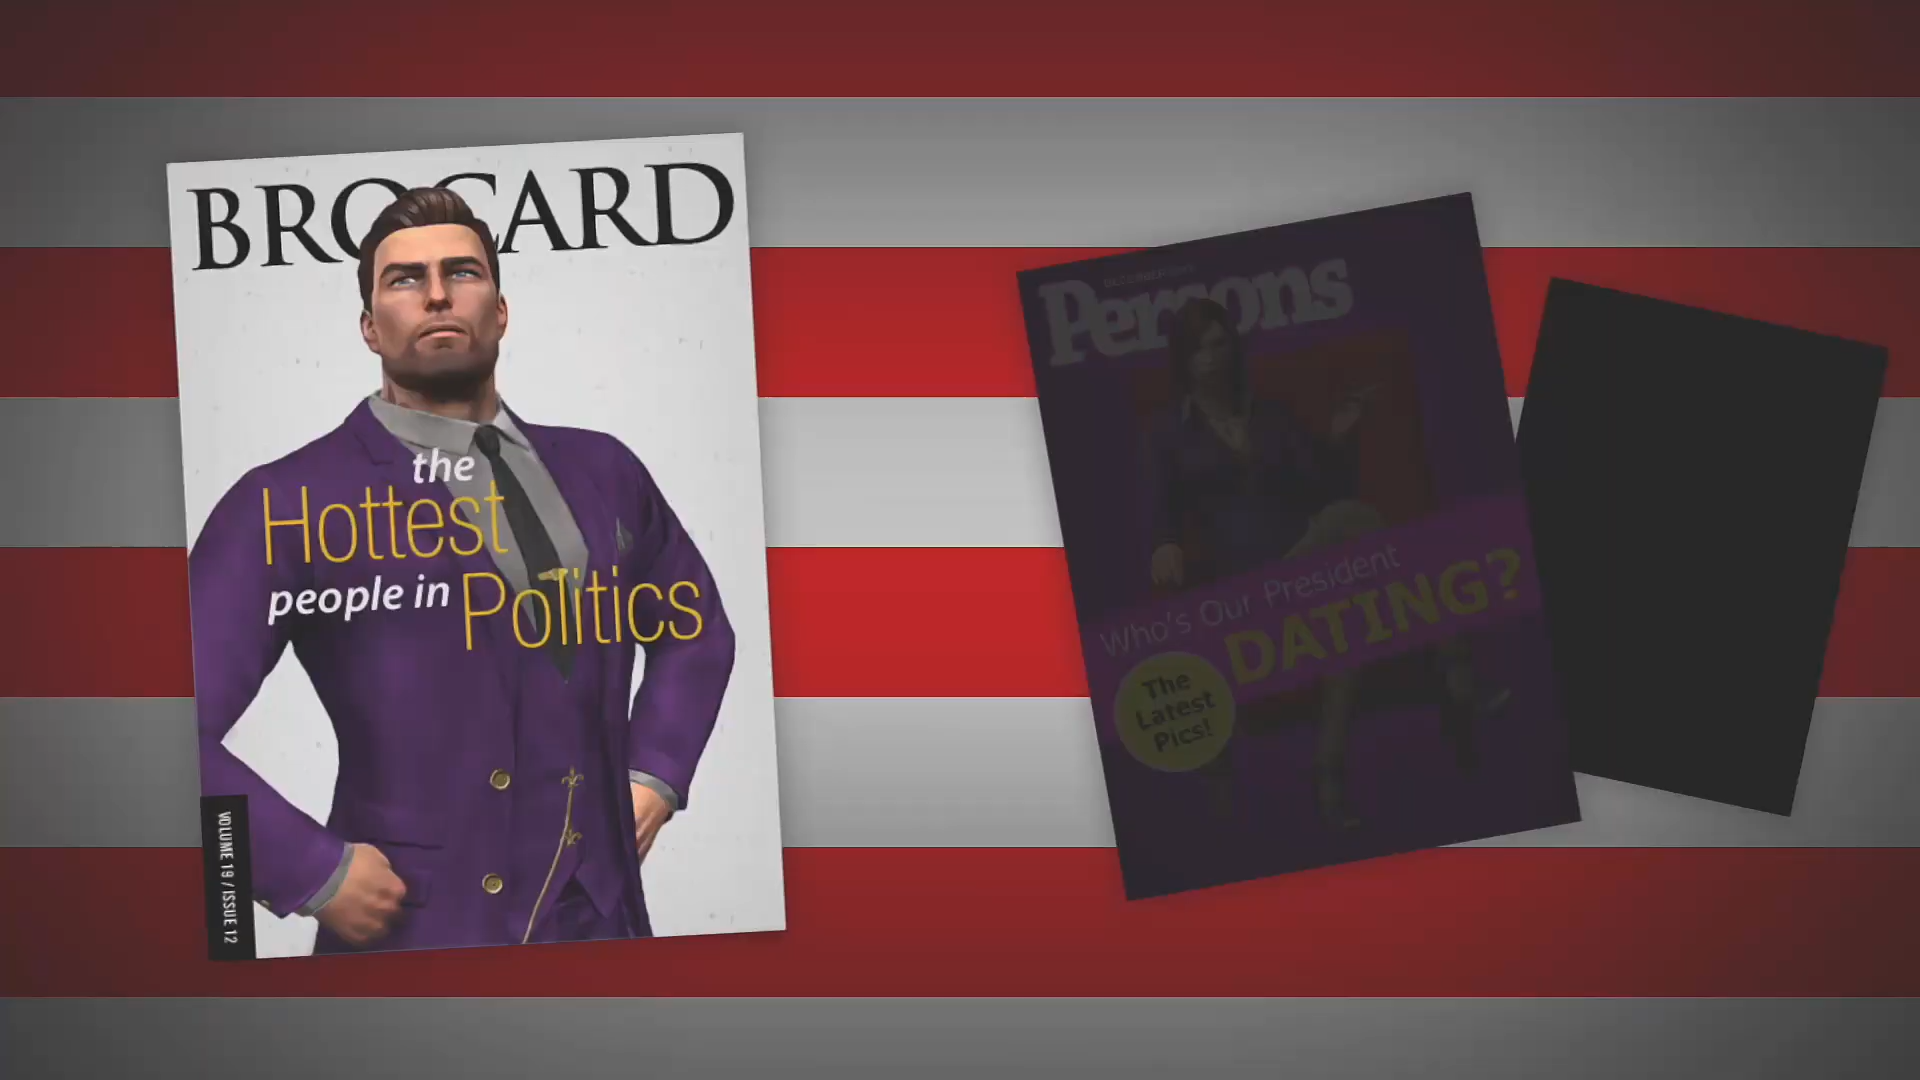 BROCARD
the
Hottest
people in Politics
VOLUME 19 / ISSUE 12
Persons
Who's Our President
DATING?
The
Latest
Pics!